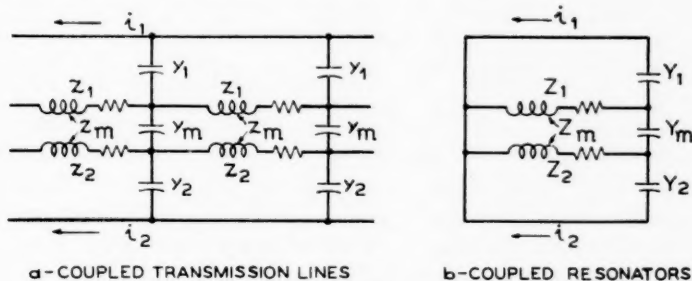 i1
i1
y1
y1
Y1
Z1
Z1
Z1
Zm
ym
Zm
ym
Zm
Ym
Z2
Z2
Z2
y2
y2
Y2
i2
i2
a-COUPLED TRANSMISSION LINES
b-COUPLED RESONATORS